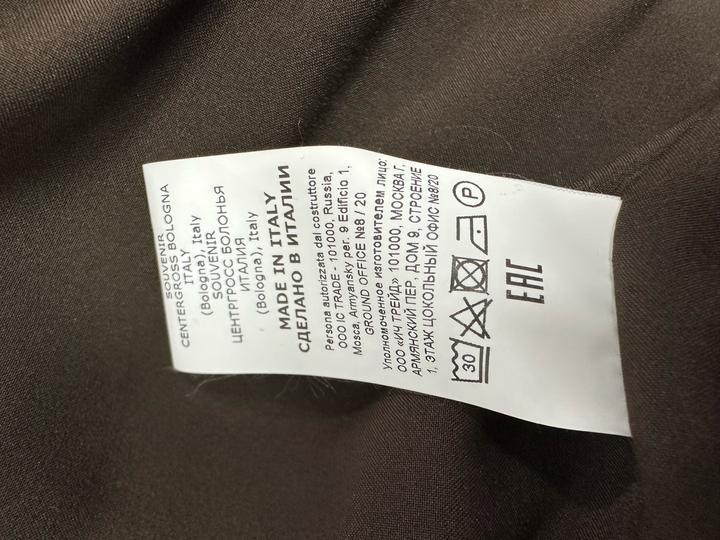 SOUVENIR
CENTERGROSS BOLOGNA
ITALY
(Bologna), Italy
SOUVENIR
ЦЕНТРГРОСС БОЛОНЬЯ
ИТАЛИЯ
(Bologna), Italy
MADE IN ITALY
СДЕЛАНО В ИТАЛИИ
Persona autorizzata dal costruttore
OOO IC TRADE - 101000, Russia,
Mosca, Armyansky per. 9 Edificio 1,
GROUND OFFICE №8 / 20
Уполномоченное изготовителем лицо:
ООО «ИЧ ТРЕЙД» 101000, МОСКВА Г,
АРМЯНСКИЙ ПЕР, ДОМ 9, СТРОЕНИЕ
1, ЭТАЖ ЦОКОЛЬНЫЙ ОФИС №8/20
30 P
EAC